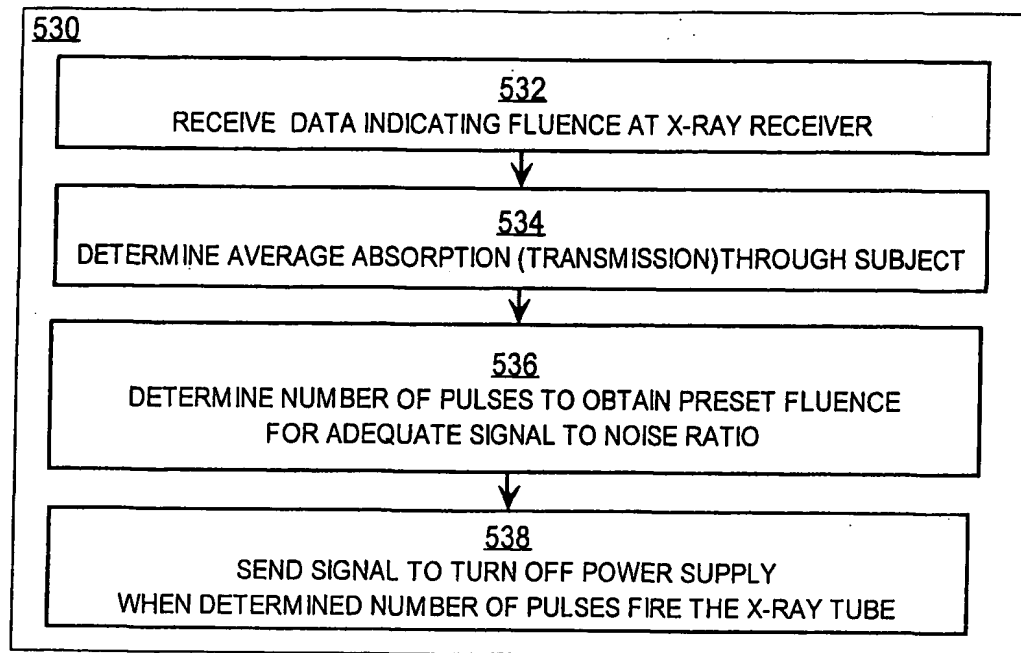 530
532
RECEIVE DATA INDICATING FLUENCE AT X-RAY RECEIVER
534
DETERMINE AVERAGE ABSORPTION (TRANSMISSION)THROUGH SUBJECT
536
DETERMINE NUMBER OF PULSES TO OBTAIN PRESET FLUENCE
FOR ADEQUATE SIGNAL TO NOISE RATIO
538
SEND SIGNAL TO TURN OFF POWER SUPPLY
WHEN DETERMINED NUMBER OF PULSES FIRE THE X-RAY TUBE